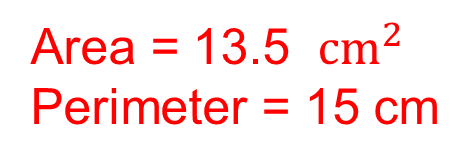 Area = 13.5 cm²
Perimeter = 15 cm